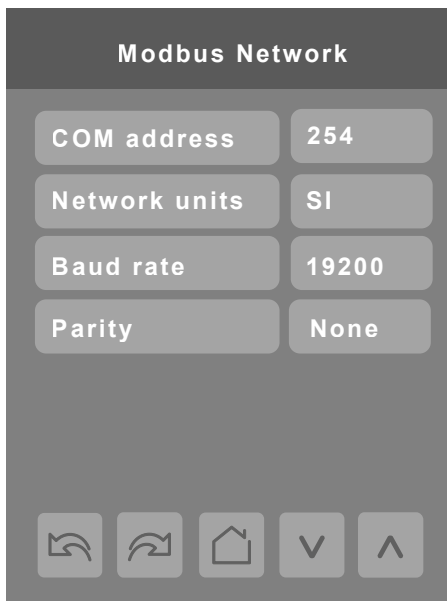 Modbus Network
COM address 254
Network units SI
Baud rate 19200
Parity None